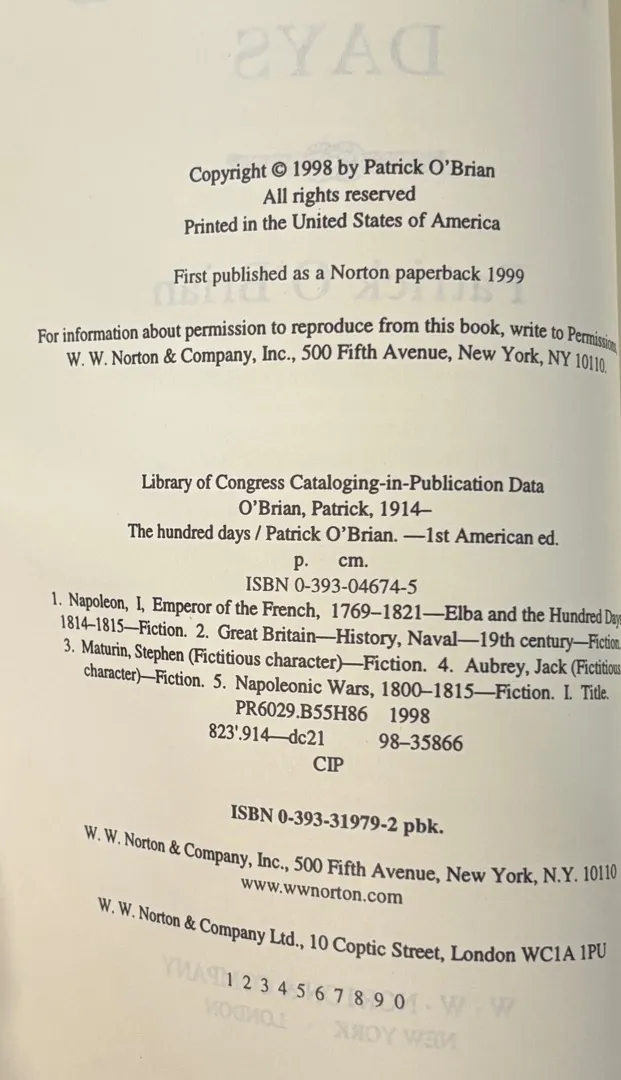 DAYS
Copyright © 1998 by Patrick O'Brian
All rights reserved
Printed in the United States of America
First published as a Norton paperback 1999
Patrick O'Brian
For information about permission to reproduce from this book, write to Permissions,
W. W. Norton & Company, Inc., 500 Fifth Avenue, New York, NY 10110.
Library of Congress Cataloging-in-Publication Data
O'Brian, Patrick, 1914–
The hundred days / Patrick O'Brian. —1st American ed.
p. cm.
ISBN 0-393-04674-5
1. Napoleon, I, Emperor of the French, 1769–1821—Elba and the Hundred Days,
1814–1815—Fiction. 2. Great Britain—History, Naval—19th century—Fiction.
3. Maturin, Stephen (Fictitious character)—Fiction. 4. Aubrey, Jack (Fictitious
character)—Fiction. 5. Napoleonic Wars, 1800–1815—Fiction. I. Title.
PR6029.B55H86 1998
823'.914—dc21 98–35866
CIP
ISBN 0-393-31979-2 pbk.
W. W. Norton & Company, Inc., 500 Fifth Avenue, New York, N.Y. 10110
www.wwnorton.com
W. W. Norton & Company Ltd., 10 Coptic Street, London WC1A 1PU
1 2 3 4 5 6 7 8 9 0
W · W · NORTON & COMPANY
NEW YORK · LONDON